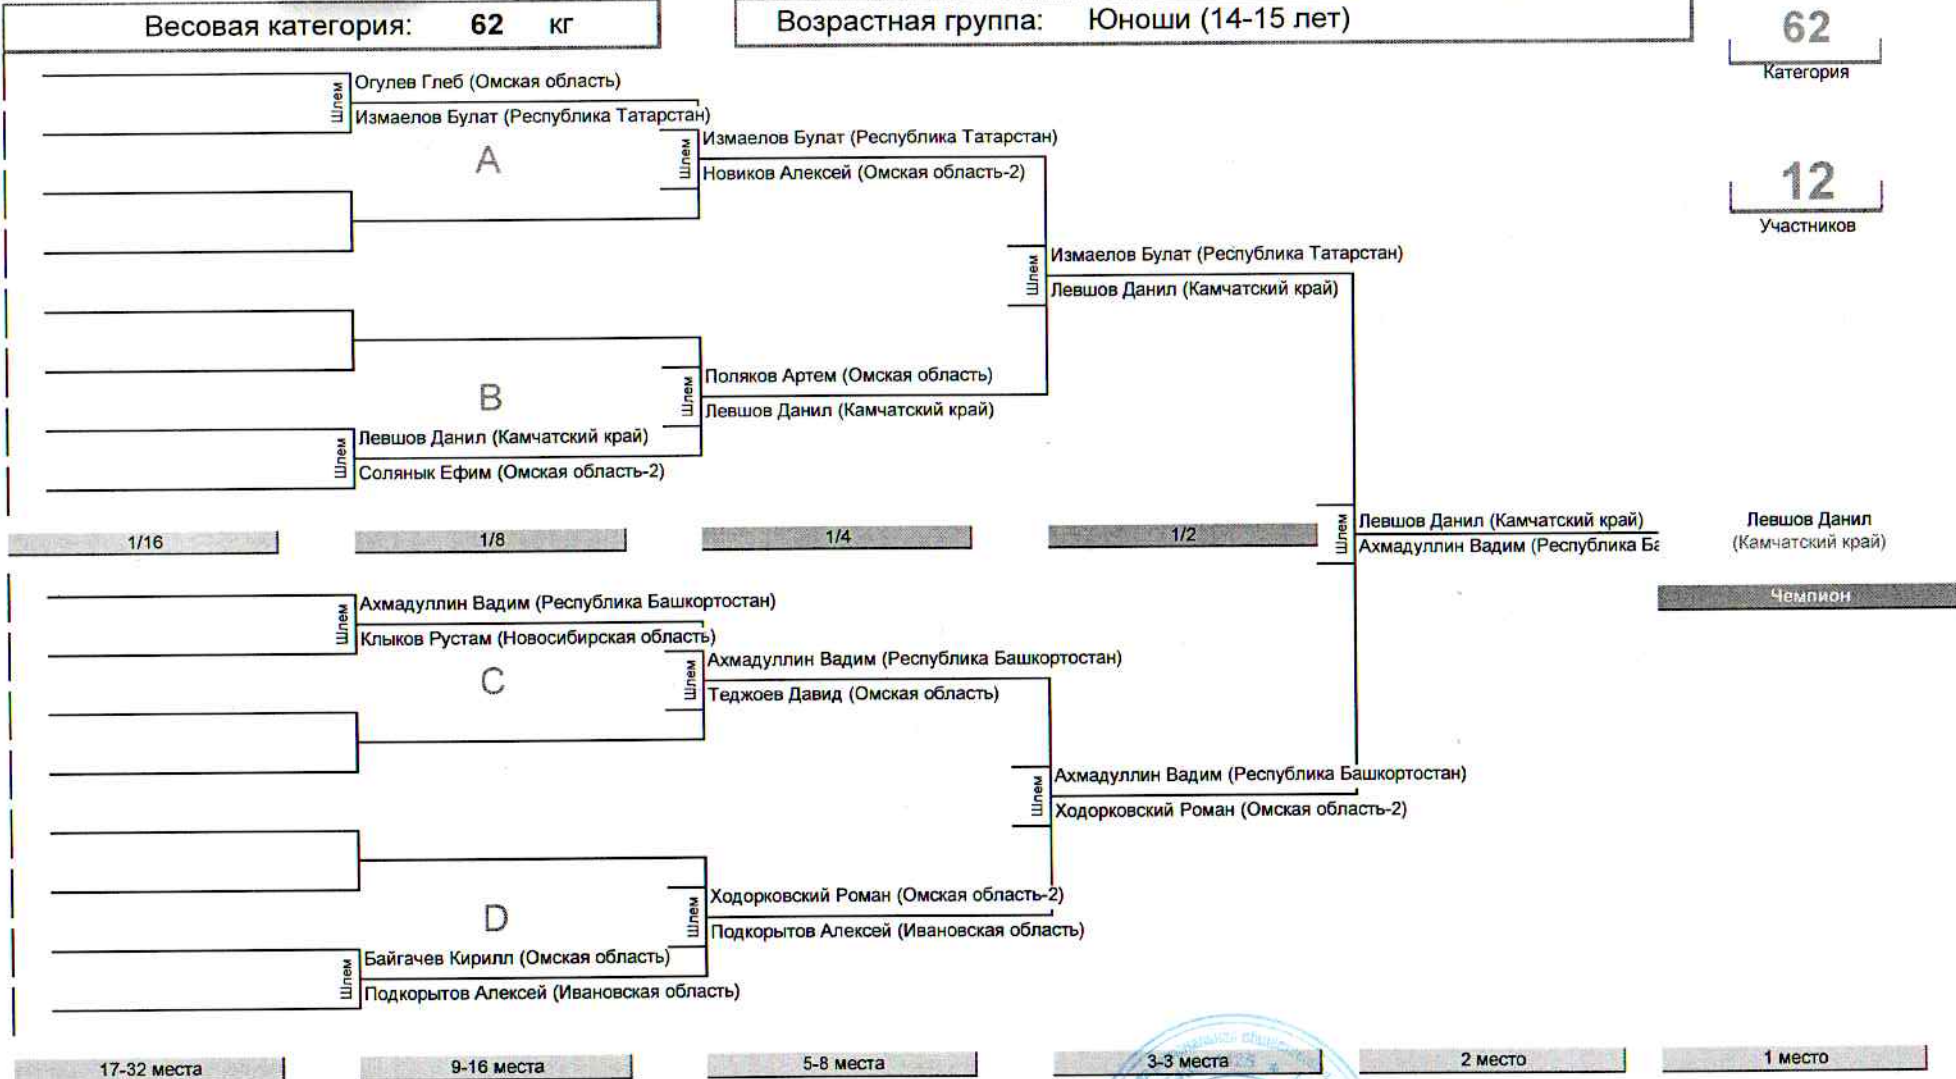 Весовая категория: 62 кг
Возрастная группа: Юноши (14-15 лет)
62
Категория
12
Участников
Шлем
Огулев Глеб (Омская область)
Измаелов Булат (Республика Татарстан)
A
Шлем
Измаелов Булат (Республика Татарстан)
Новиков Алексей (Омская область-2)
Шлем
Измаелов Булат (Республика Татарстан)
Левшов Данил (Камчатский край)
B
Шлем
Поляков Артем (Омская область)
Левшов Данил (Камчатский край)
Шлем
Левшов Данил (Камчатский край)
Соляных Ефим (Омская область-2)
1/16
1/8
1/4
1/2
Шлем
Левшов Данил (Камчатский край)
Ахмадуллин Вадим (Республика Ба
Левшов Данил
(Камчатский край)
Чемпион
Шлем
Ахмадуллин Вадим (Республика Башкортостан)
Клыков Рустам (Новосибирская область)
C
Шлем
Ахмадуллин Вадим (Республика Башкортостан)
Теджоев Давид (Омская область)
Шлем
Ахмадуллин Вадим (Республика Башкортостан)
Ходорковский Роман (Омская область-2)
D
Шлем
Ходорковский Роман (Омская область-2)
Подкорытов Алексей (Ивановская область)
Шлем
Байгачев Кирилл (Омская область)
Подкорытов Алексей (Ивановская область)
17-32 места
9-16 места
5-8 места
3-3 места
2 место
1 место